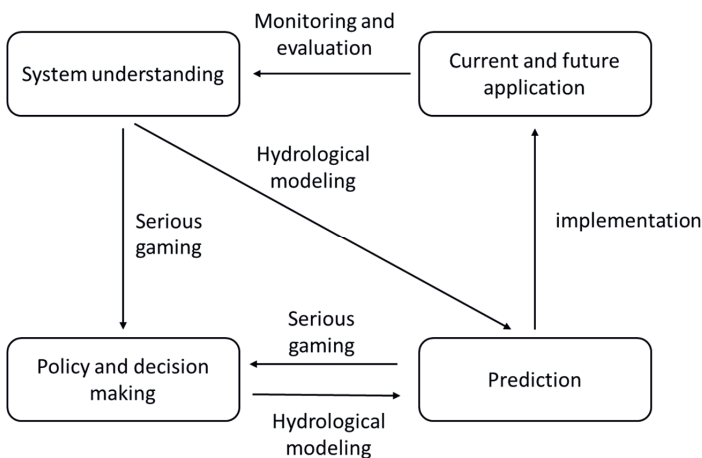 Monitoring and
evaluation
System understanding
Current and future
application
Hydrological
modeling
Serious
gaming
implementation
Serious
gaming
Policy and decision
making
Prediction
Hydrological
modeling